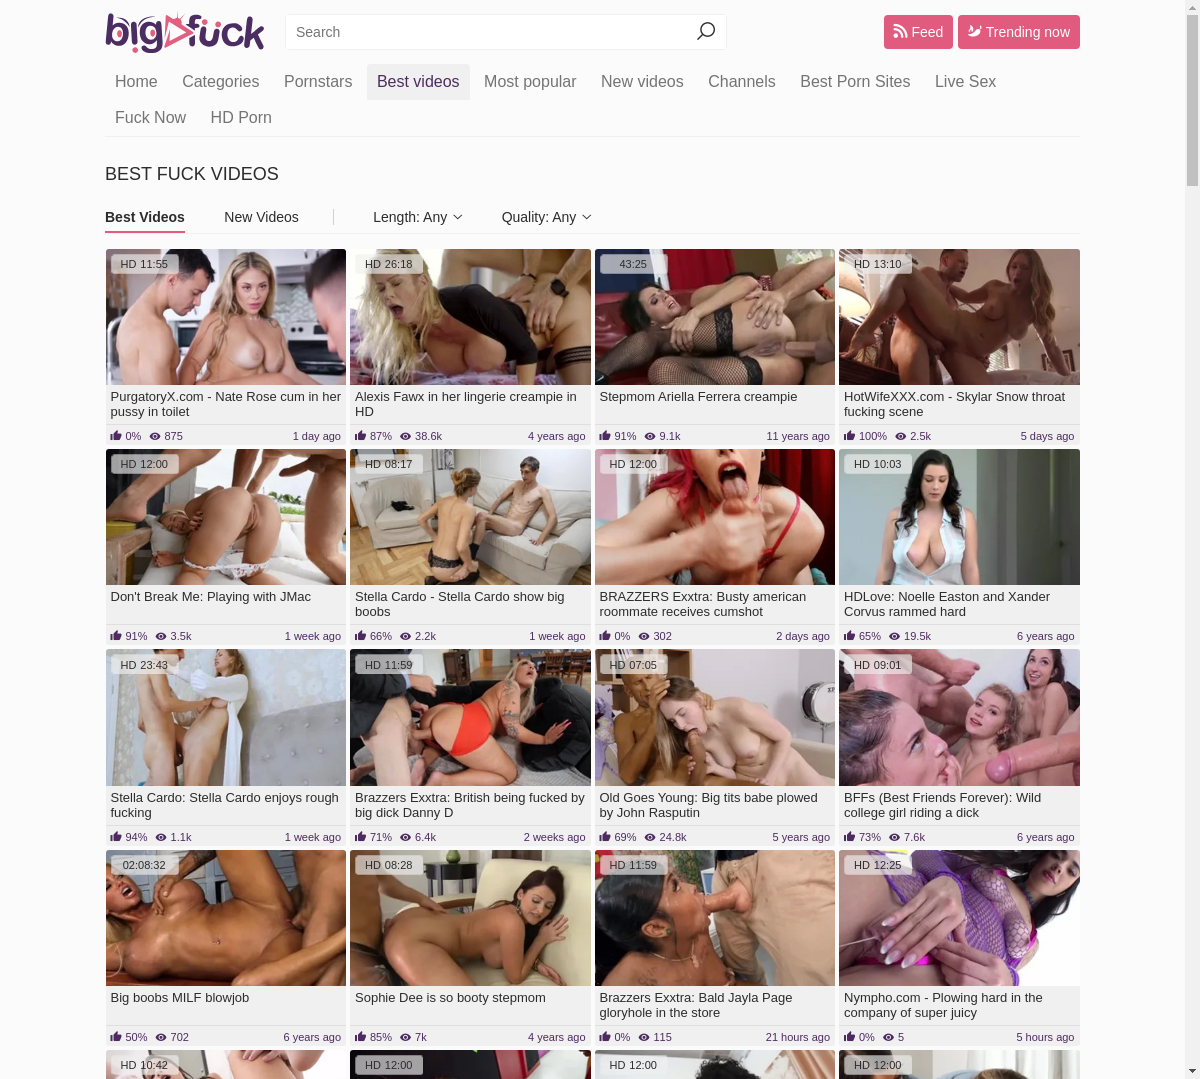 bigfuck
Search
Feed
Trending now
Home
Categories
Pornstars
Best videos
Most popular
New videos
Channels
Best Porn Sites
Live Sex
Fuck Now
HD Porn
BEST FUCK VIDEOS
Best Videos
New Videos
Length: Any
Quality: Any
HD 11:55
PurgatoryX.com - Nate Rose cum in her
pussy in toilet
0% 875 1 day ago
HD 26:18
Alexis Fawx in her lingerie creampie in
HD
87% 38.6k 4 years ago
43:25
Stepmom Ariella Ferrera creampie
91% 9.1k 11 years ago
HD 13:10
HotWifeXXX.com - Skylar Snow throat
fucking scene
100% 2.5k 5 days ago
HD 12:00
Don't Break Me: Playing with JMac
91% 3.5k 1 week ago
HD 08:17
Stella Cardo - Stella Cardo show big
boobs
66% 2.2k 1 week ago
HD 12:00
BRAZZERS Exxtra: Busty american
roommate receives cumshot
0% 302 2 days ago
HD 10:03
HDLove: Noelle Easton and Xander
Corvus rammed hard
65% 19.5k 6 years ago
HD 23:43
Stella Cardo: Stella Cardo enjoys rough
fucking
94% 1.1k 1 week ago
HD 11:59
Brazzers Exxtra: British being fucked by
big dick Danny D
71% 6.4k 2 weeks ago
HD 07:05
Old Goes Young: Big tits babe plowed
by John Rasputin
69% 24.8k 5 years ago
HD 09:01
BFFs (Best Friends Forever): Wild
college girl riding a dick
73% 7.6k 6 years ago
02:08:32
Big boobs MILF blowjob
50% 702 6 years ago
HD 08:28
Sophie Dee is so booty stepmom
85% 7k 4 years ago
HD 11:59
Brazzers Exxtra: Bald Jayla Page
gloryhole in the store
0% 115 21 hours ago
HD 12:25
Nympho.com - Plowing hard in the
company of super juicy
0% 5 5 hours ago
HD 10:42
HD 12:00
HD 12:00
HD 12:00